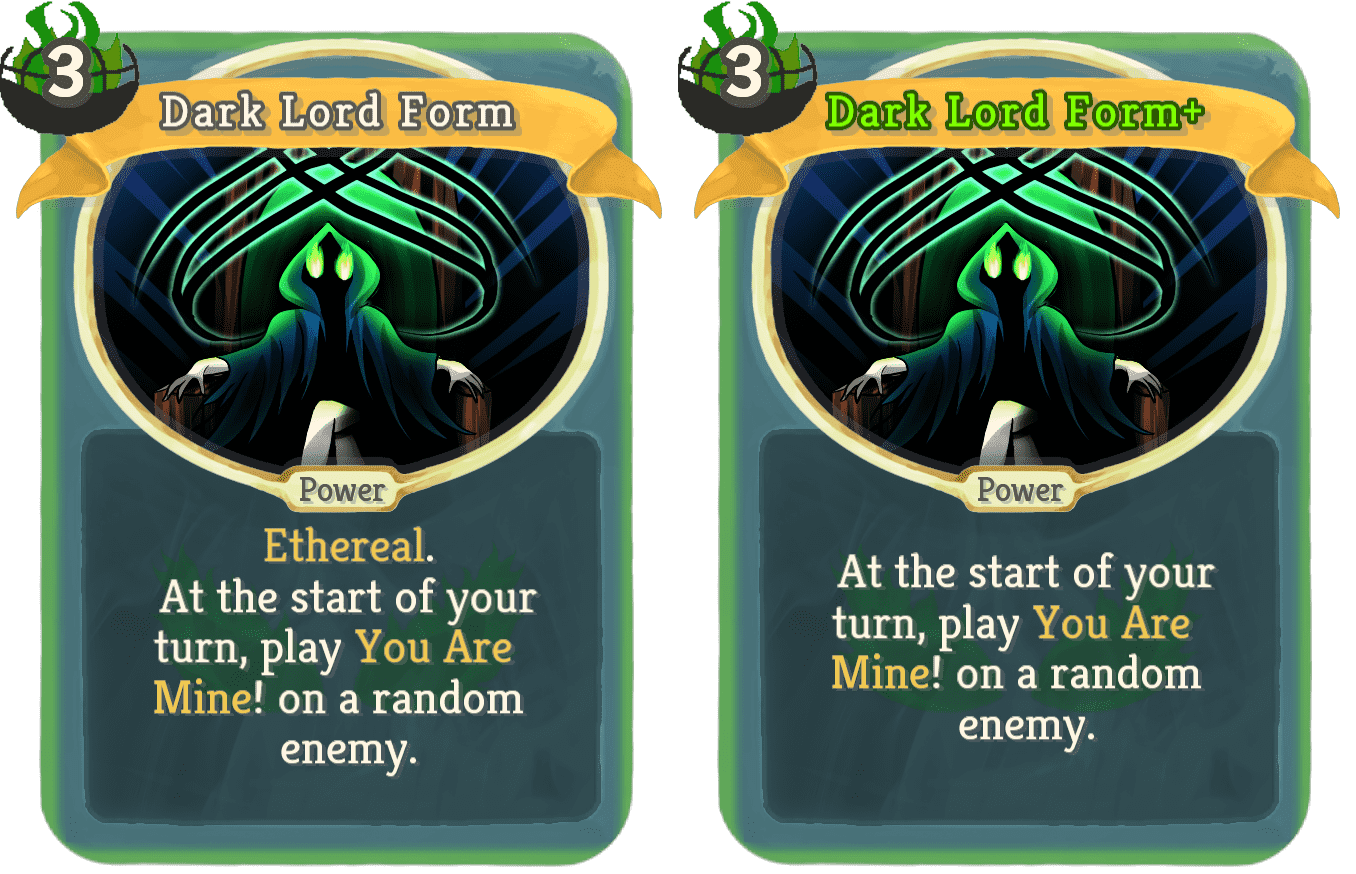 3
Dark Lord Form
Power
Ethereal.
At the start of your
turn, play You Are
Mine! on a random
enemy.
3
Dark Lord Form+
Power
At the start of your
turn, play You Are
Mine! on a random
enemy.